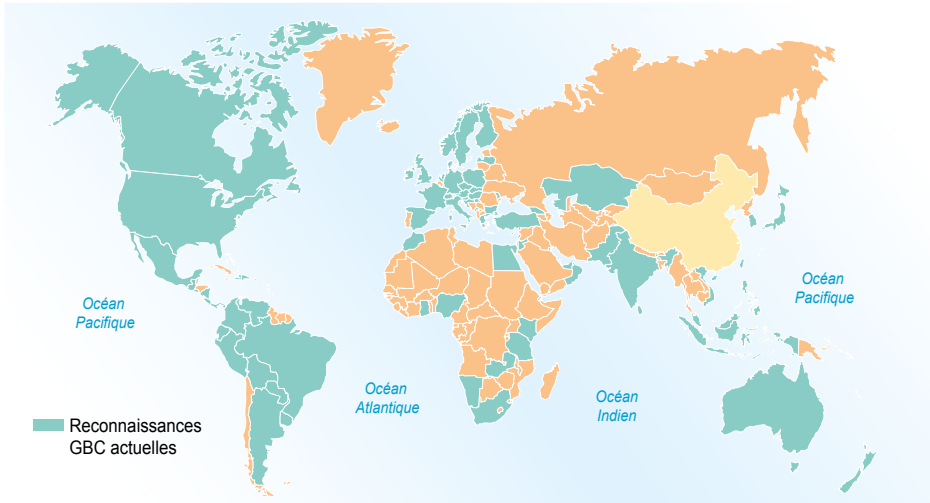 Océan
Pacifique
Océan
Pacifique
Océan
Atlantique
Océan
Indien
Reconnaissances
GBC actuelles